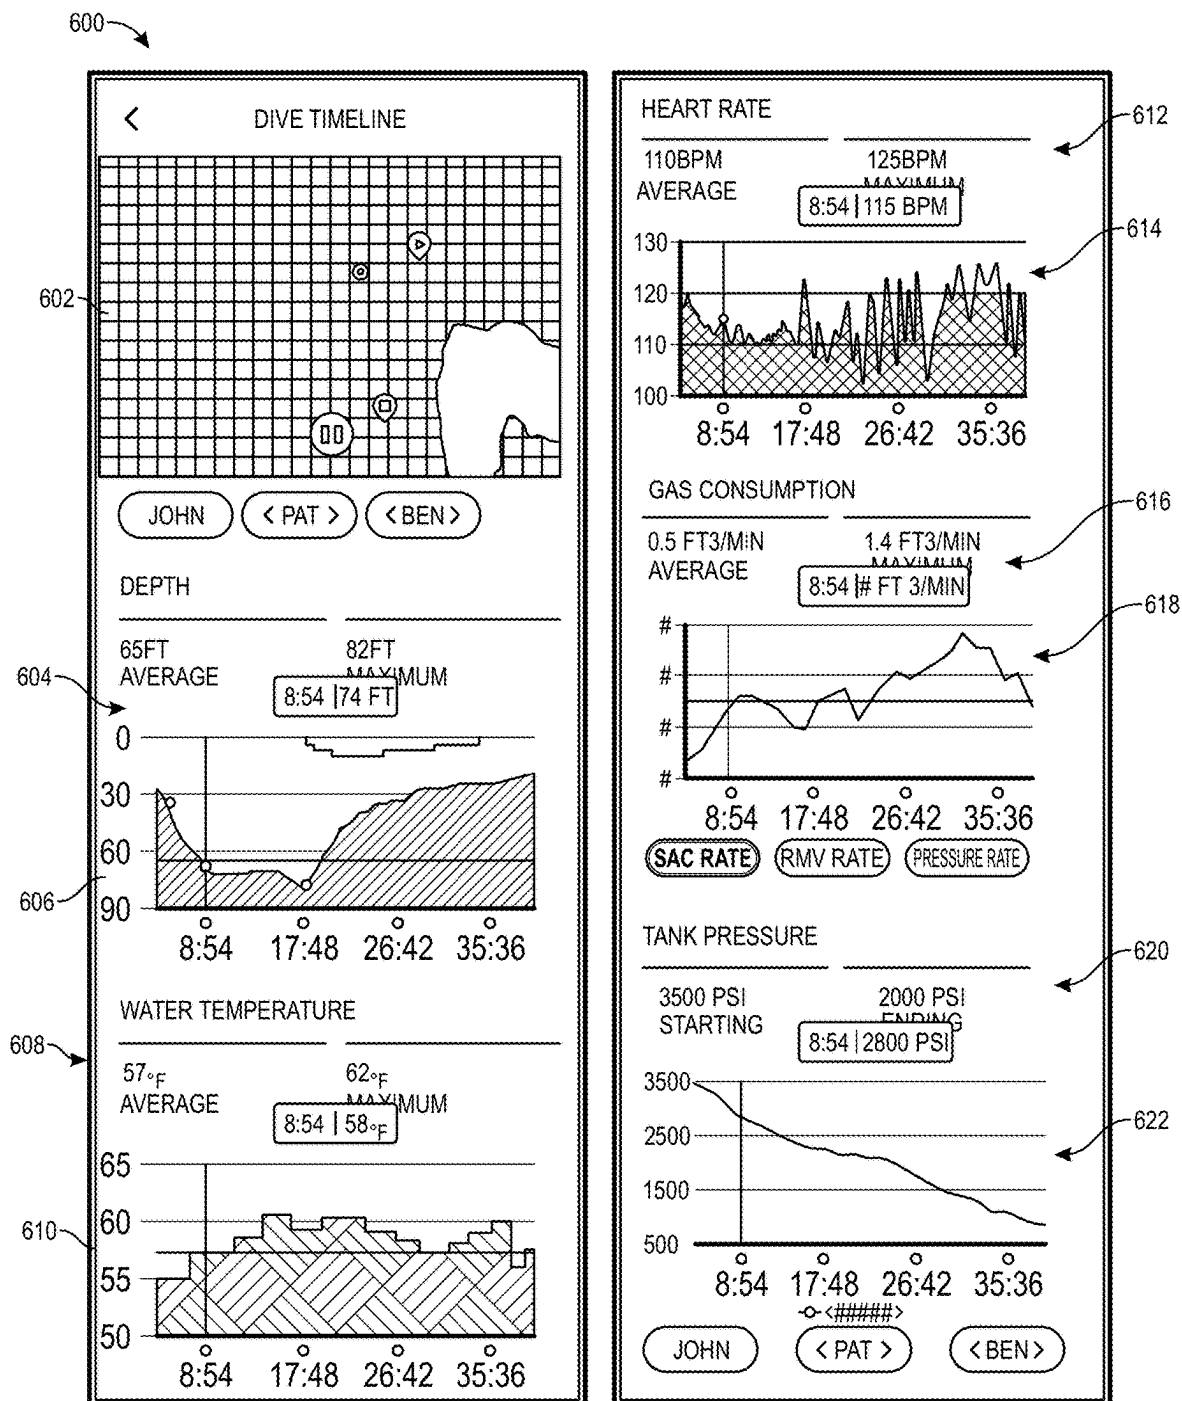 600
DIVE TIMELINE
602
JOHN
< PAT >
< BEN >
DEPTH
65FT
AVERAGE
82FT
MAXIMUM
8:54 | 74 FT
604
0
30
60
90
606
8:54 17:48 26:42 35:36
WATER TEMPERATURE
608
57°F
AVERAGE
62°F
MAXIMUM
8:54 | 58°F
65
60
55
50
610
8:54 17:48 26:42 35:36
HEART RATE
612
110BPM
AVERAGE
125BPM
MAXIMUM
8:54 | 115 BPM
614
130
120
110
100
8:54 17:48 26:42 35:36
GAS CONSUMPTION
616
0.5 FT3/MIN
AVERAGE
1.4 FT3/MIN
MAXIMUM
8:54 | # FT 3/MIN
618
#
#
#
#
8:54 17:48 26:42 35:36
SAC RATE
RMV RATE
PRESSURE RATE
TANK PRESSURE
620
3500 PSI
STARTING
2000 PSI
ENDING
8:54 | 2800 PSI
622
3500
2500
1500
500
8:54 17:48 26:42 35:36
<#####>
JOHN
< PAT >
< BEN >